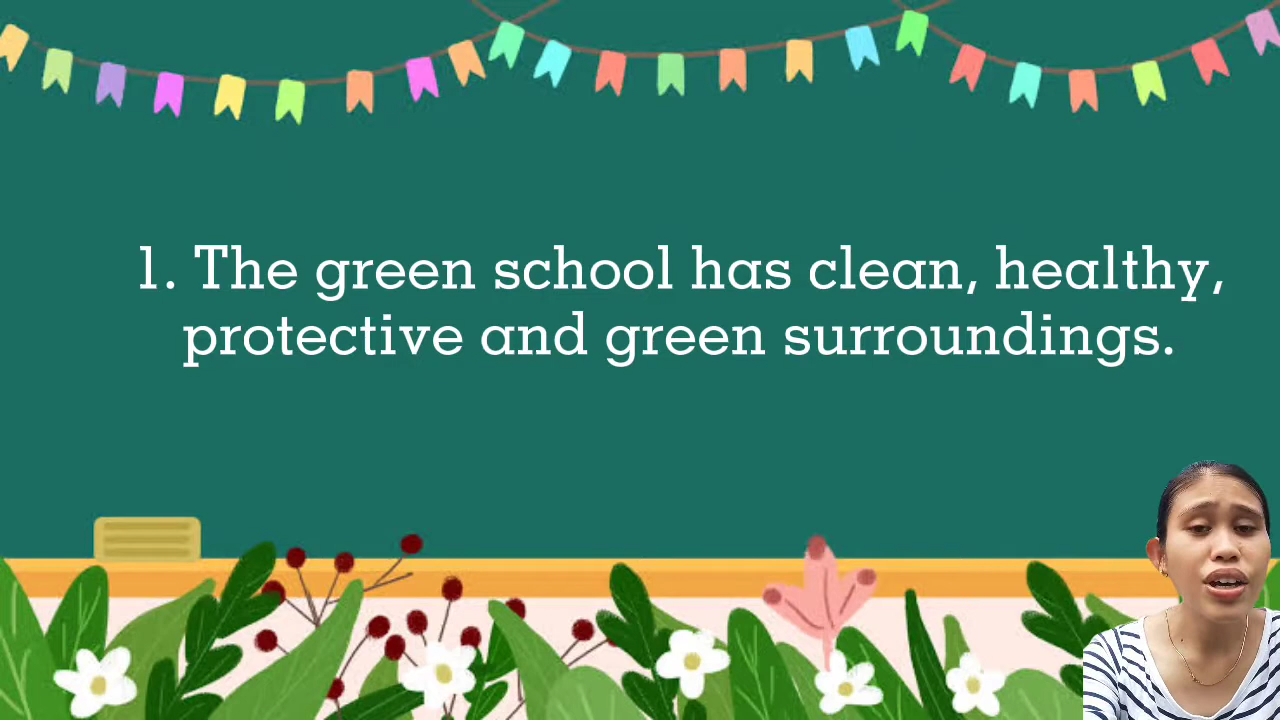 1. The green school has clean, healthy,
protective and green surroundings.